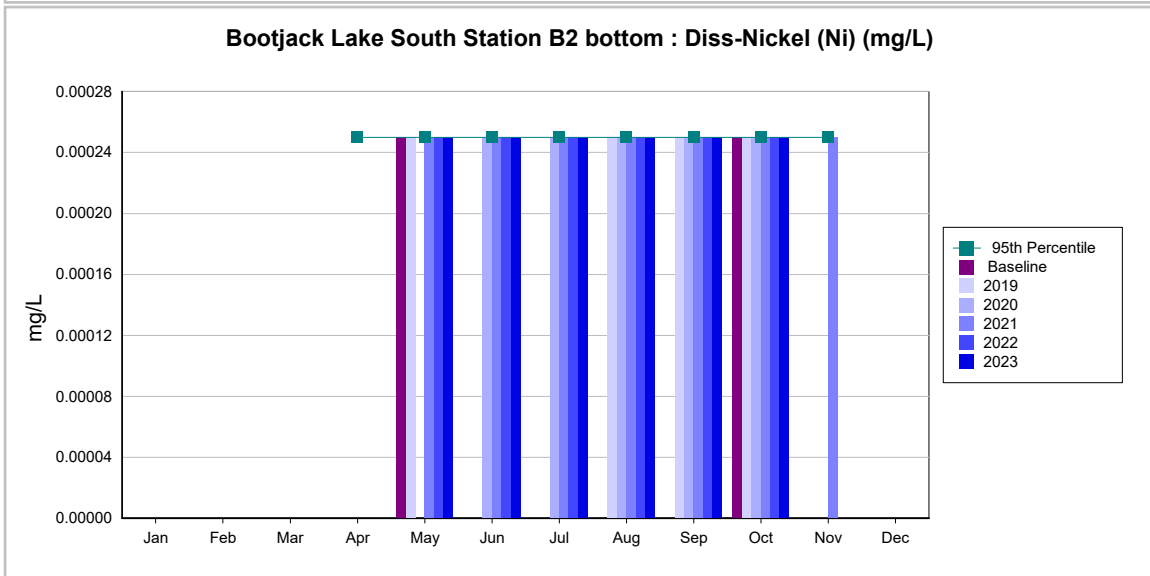 Bootjack Lake South Station B2 bottom : Diss-Nickel (Ni) (mg/L)
mg/L
0.00028
0.00024
0.00020
0.00016
0.00012
0.00008
0.00004
0.00000
Jan Feb Mar Apr May Jun Jul Aug Sep Oct Nov Dec
95th Percentile
Baseline
2019
2020
2021
2022
2023